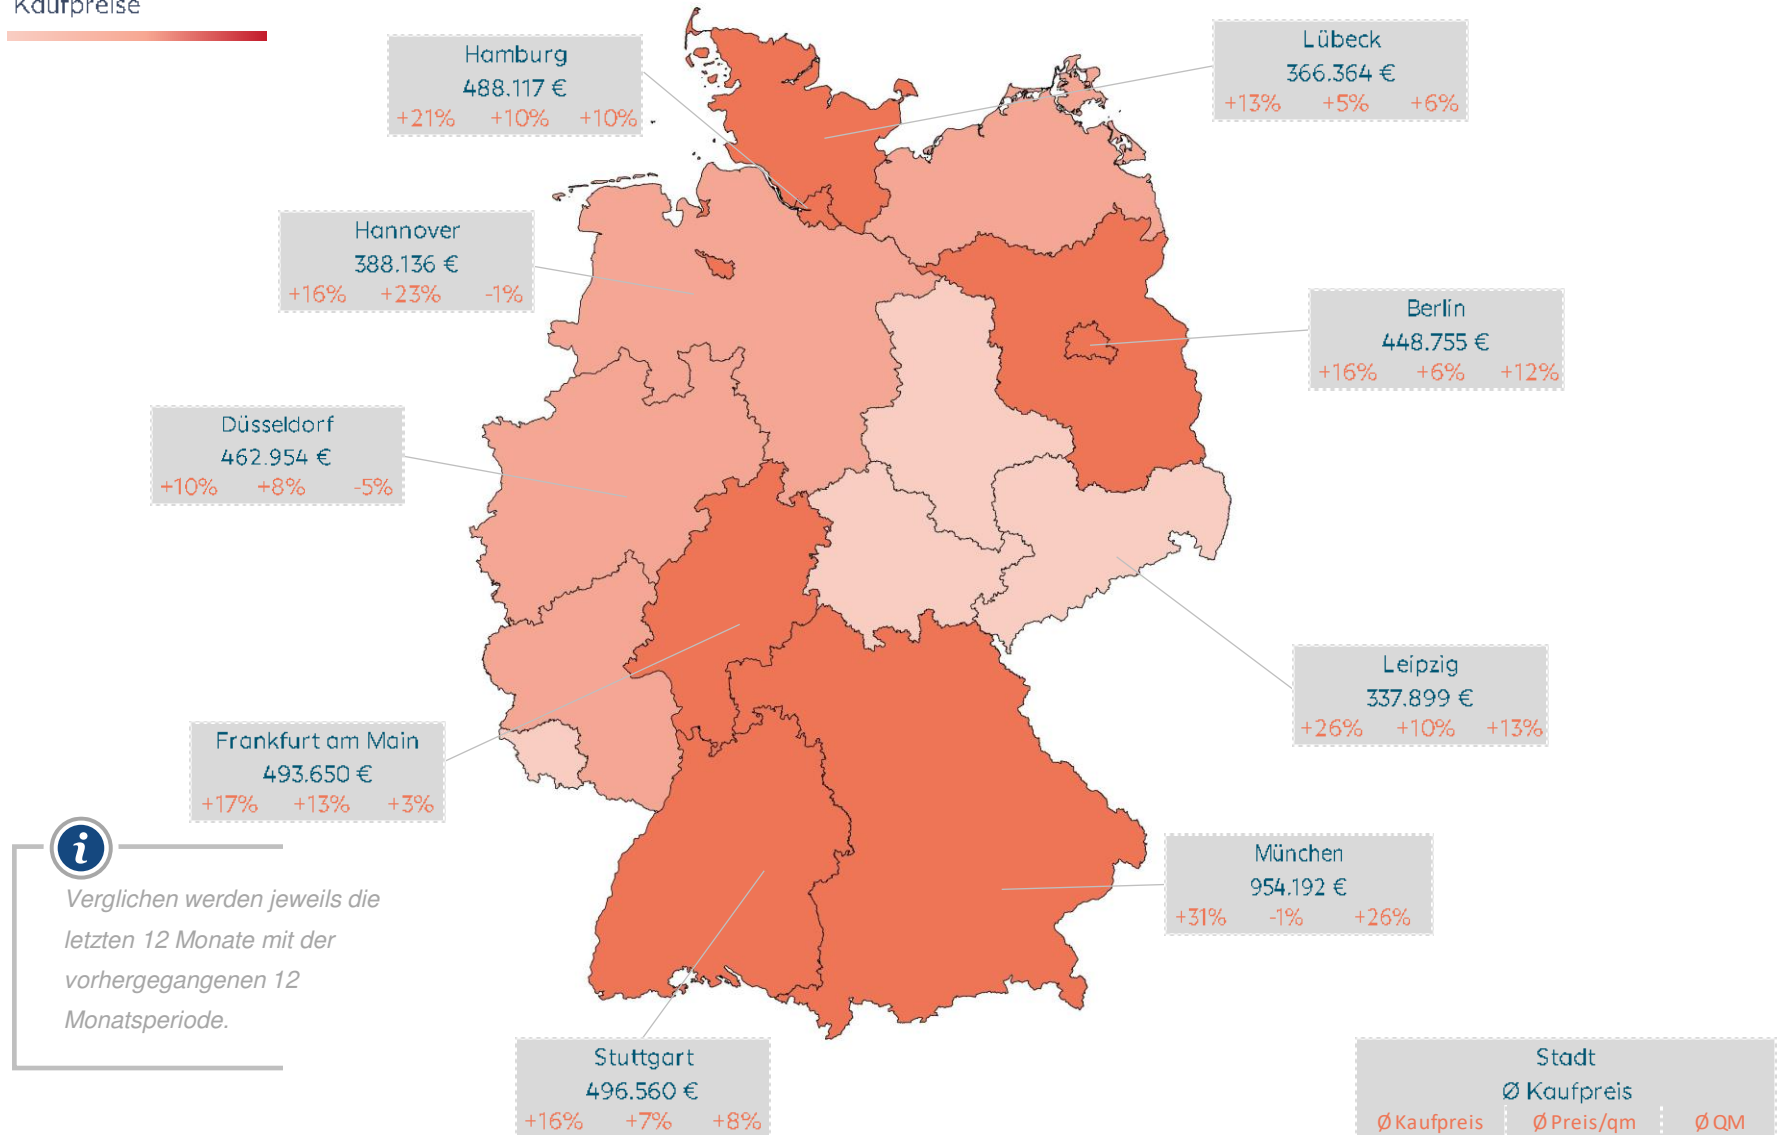 Kaufpreise
Hamburg
488.117 €
+21% +10% +10%
Lübeck
366.364 €
+13% +5% +6%
Hannover
388.136 €
+16% +23% -1%
Berlin
448.755 €
+16% +6% +12%
Düsseldorf
462.954 €
+10% +8% -5%
Leipzig
337.899 €
+26% +10% +13%
Frankfurt am Main
493.650 €
+17% +13% +3%
München
954.192 €
+31% -1% +26%
i
Verglichen werden jeweils die
letzten 12 Monate mit der
vorhergegangenen 12
Monatsperiode.
Stuttgart
496.560 €
+16% +7% +8%
Stadt
Ø Kaufpreis
Ø Kaufpreis Ø Preis/qm Ø QM